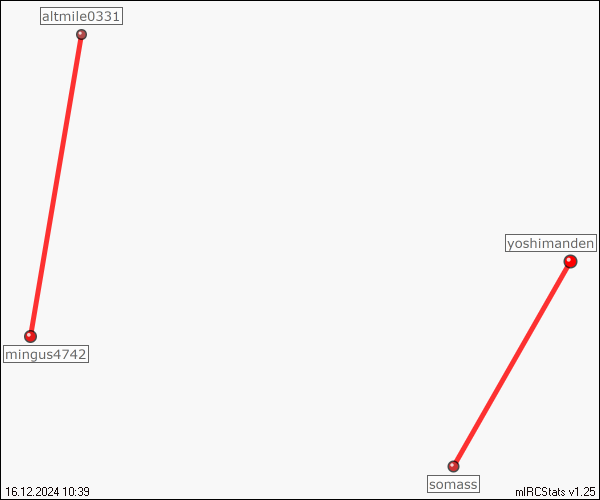 altmile0331
yoshimanden
mingus4742
somass
16.12.2024 10:39
mIRCStats v1.25